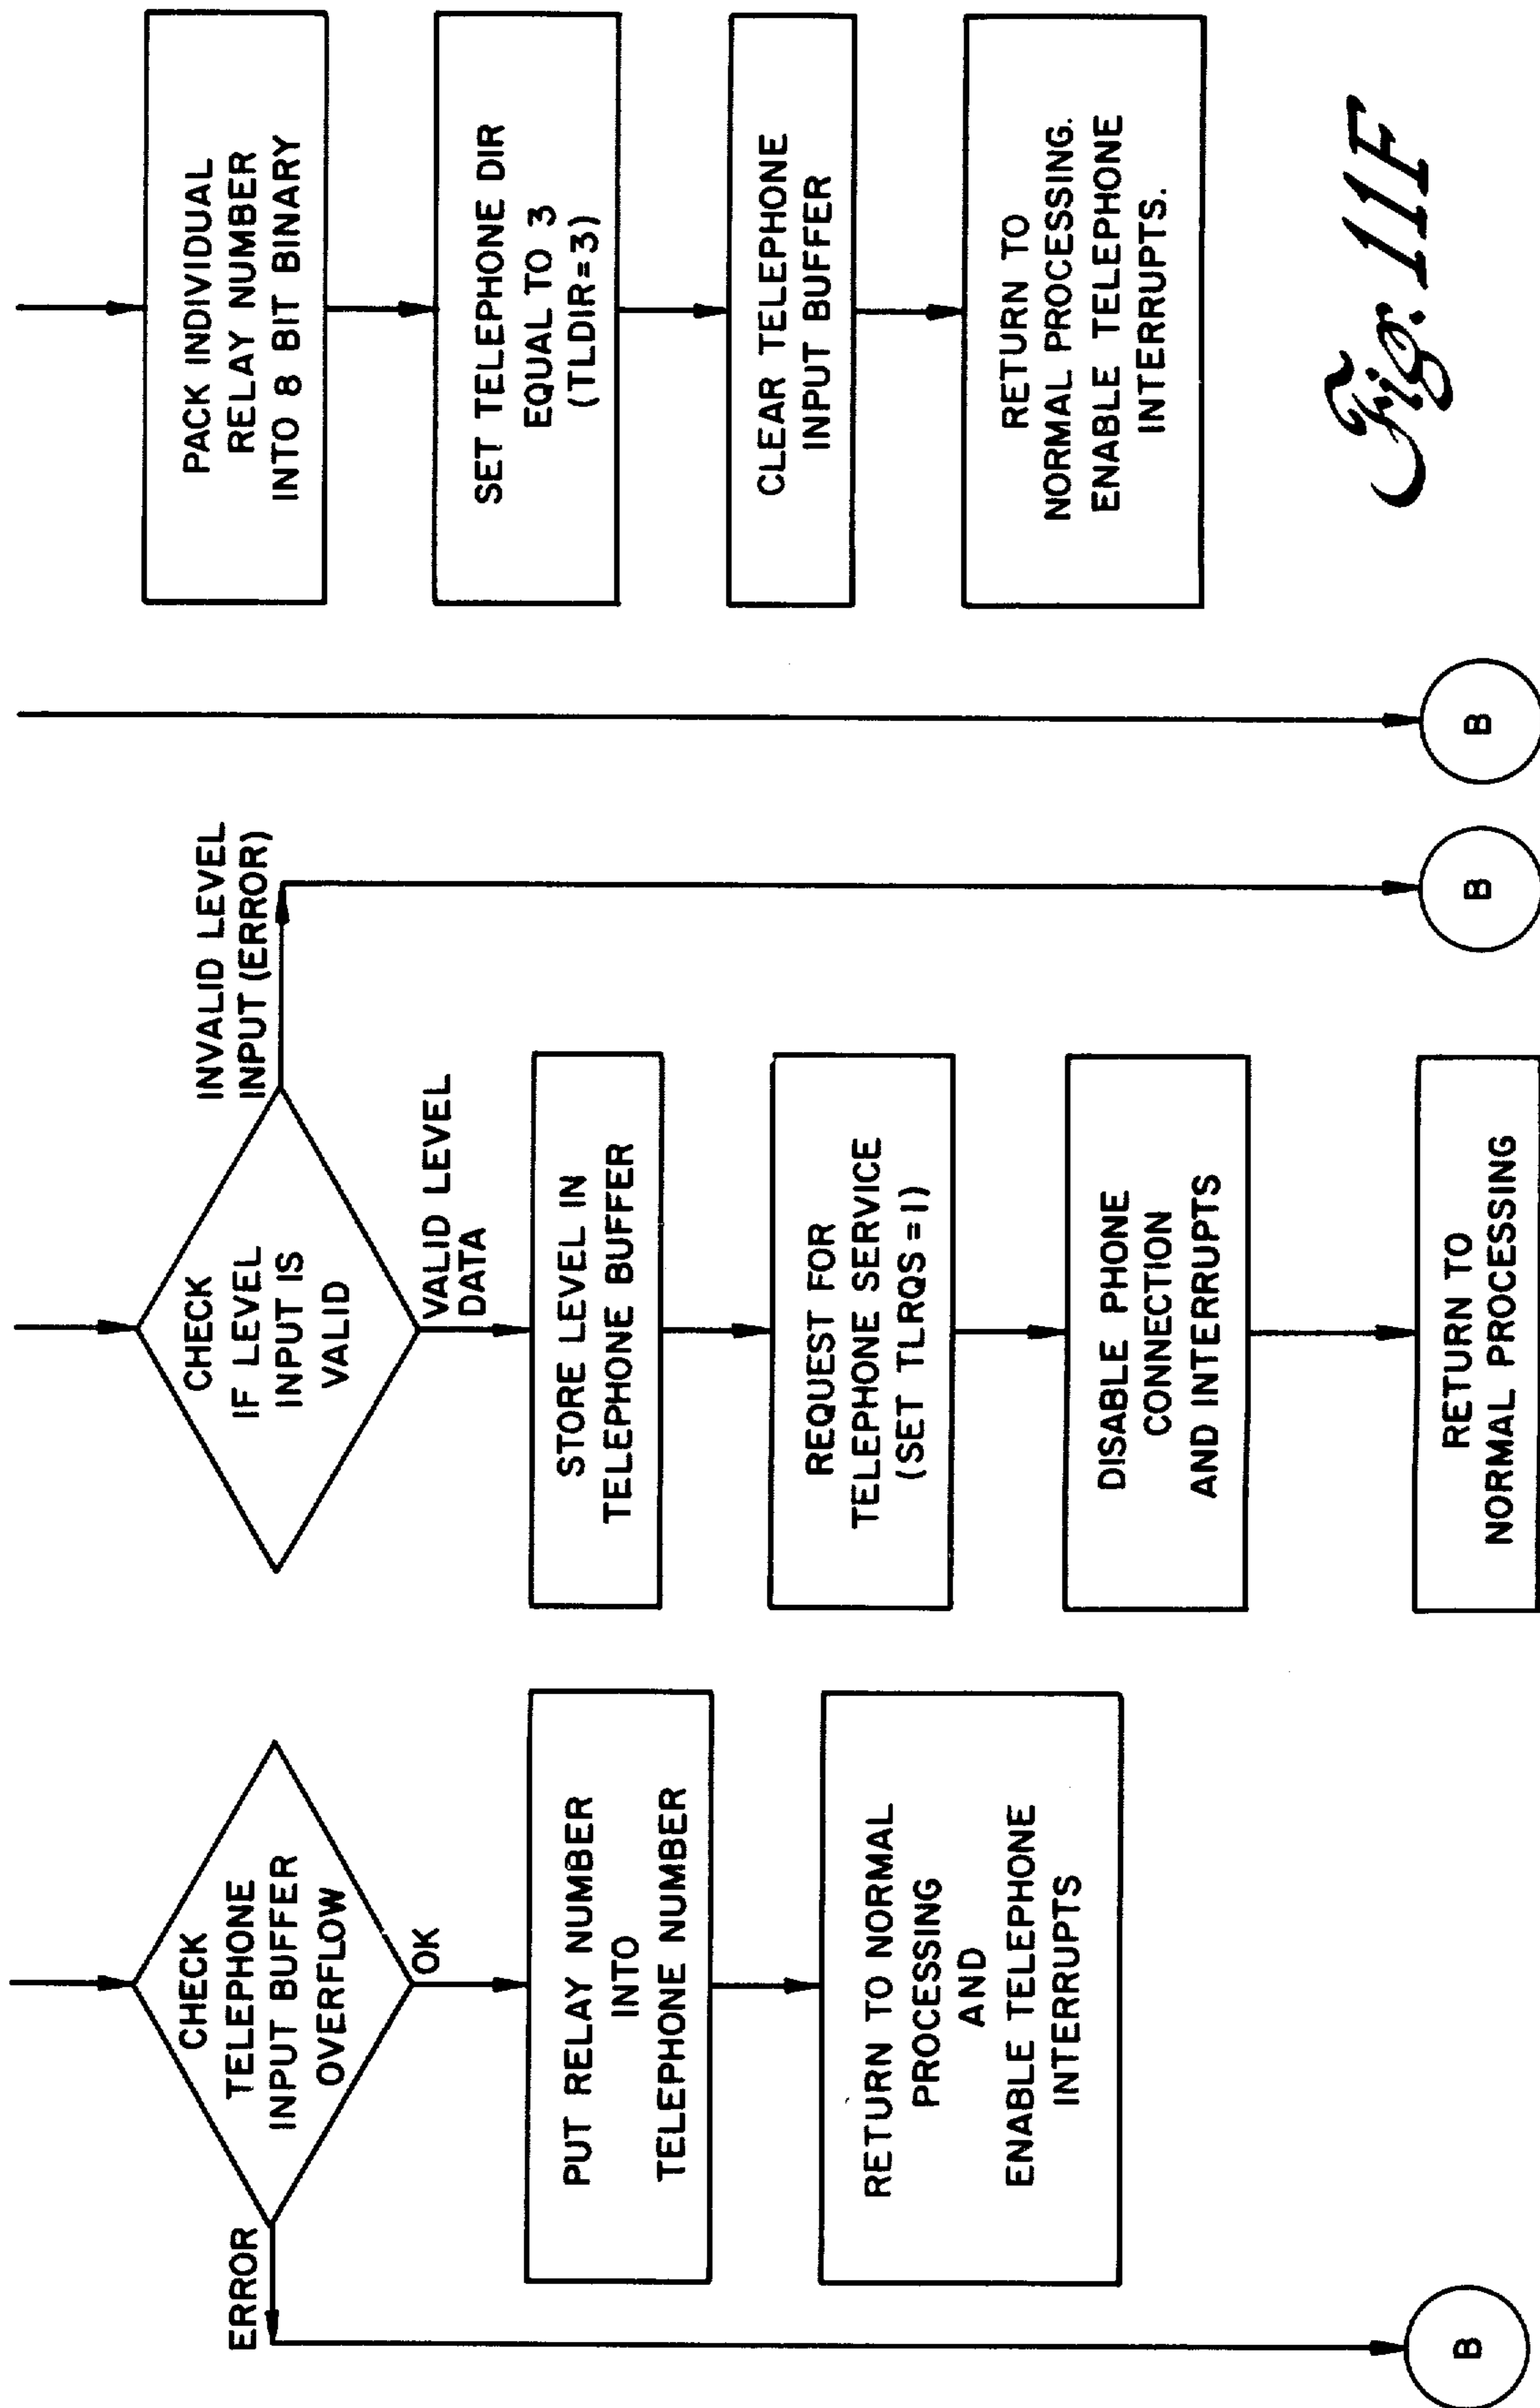 CHECK
TELEPHONE
INPUT BUFFER
OVERFLOW
ERROR
OK
PUT RELAY NUMBER
INTO
TELEPHONE NUMBER
RETURN TO NORMAL
PROCESSING
AND
ENABLE TELEPHONE
INTERRUPTS
B
CHECK
IF LEVEL
INPUT IS
VALID
INVALID LEVEL
INPUT (ERROR)
VALID LEVEL
DATA
STORE LEVEL IN
TELEPHONE BUFFER
REQUEST FOR
TELEPHONE SERVICE
(SET TLRQS = 1)
DISABLE PHONE
CONNECTION
AND INTERRUPTS
RETURN TO
NORMAL PROCESSING
B
B
PACK INDIVIDUAL
RELAY NUMBER
INTO 8 BIT BINARY
SET TELEPHONE DIR
EQUAL TO 3
(TLDIR=3)
CLEAR TELEPHONE
INPUT BUFFER
RETURN TO
NORMAL PROCESSING.
ENABLE TELEPHONE
INTERRUPTS.
Fig. 11F